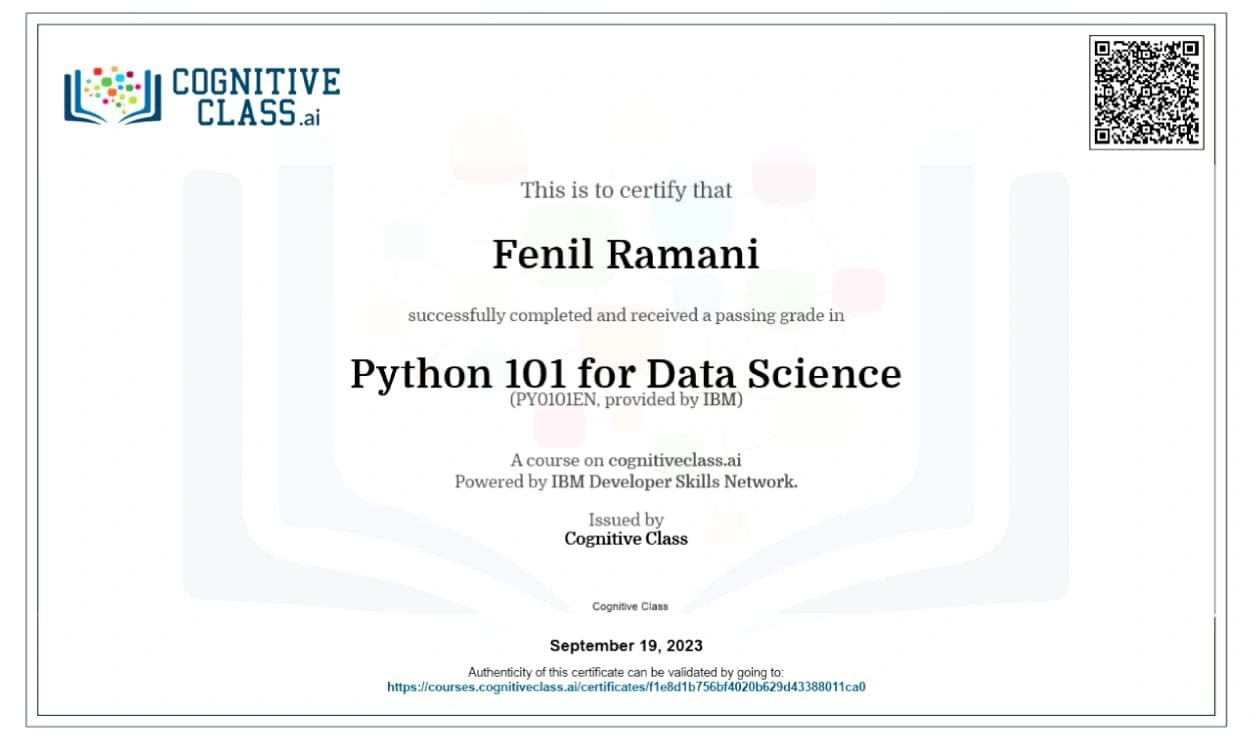 COGNITIVE
CLASS.ai
This is to certify that
Fenil Ramani
successfully completed and received a passing grade in
Python 101 for Data Science
(PY0101EN, provided by IBM)
A course on cognitiveclass.ai
Powered by IBM Developer Skills Network.
Issued by
Cognitive Class
Cognitive Class
September 19, 2023
Authenticity of this certificate can be validated by going to:
https://courses.cognitiveclass.ai/certificates/f1e8d1b756bf4020b629d43388011ca0